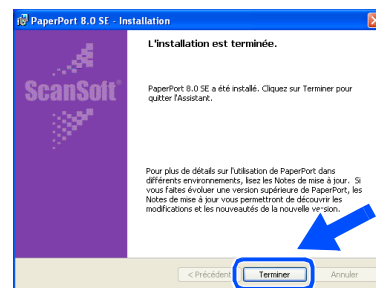 PaperPort 8.0 SE - Installation
L'installation est terminée.
ScanSoft®
PaperPort 8.0 SE a été installé. Cliquez sur Terminer pour
quitter l'Assistant.
Pour plus de détails sur l'utilisation de PaperPort dans
différents environnements, lisez les Notes de mise à jour. Si
vous faites évoluer une version supérieure de PaperPort, les
Notes de mise à jour vous permettront de découvrir les
modifications et les nouveautés de la nouvelle version.
< Précédent
Terminer
Annuler